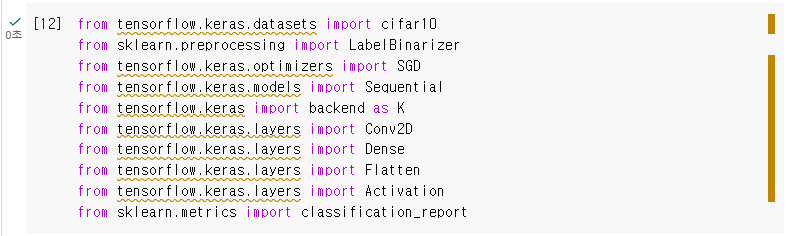 [12] from tensorflow.keras.datasets import cifar10
0초 from sklearn.preprocessing import LabelBinarizer
from tensorflow.keras.optimizers import SGD
from tensorflow.keras.models import Sequential
from tensorflow.keras import backend as K
from tensorflow.keras.layers import Conv2D
from tensorflow.keras.layers import Dense
from tensorflow.keras.layers import Flatten
from tensorflow.keras.layers import Activation
from sklearn.metrics import classification_report